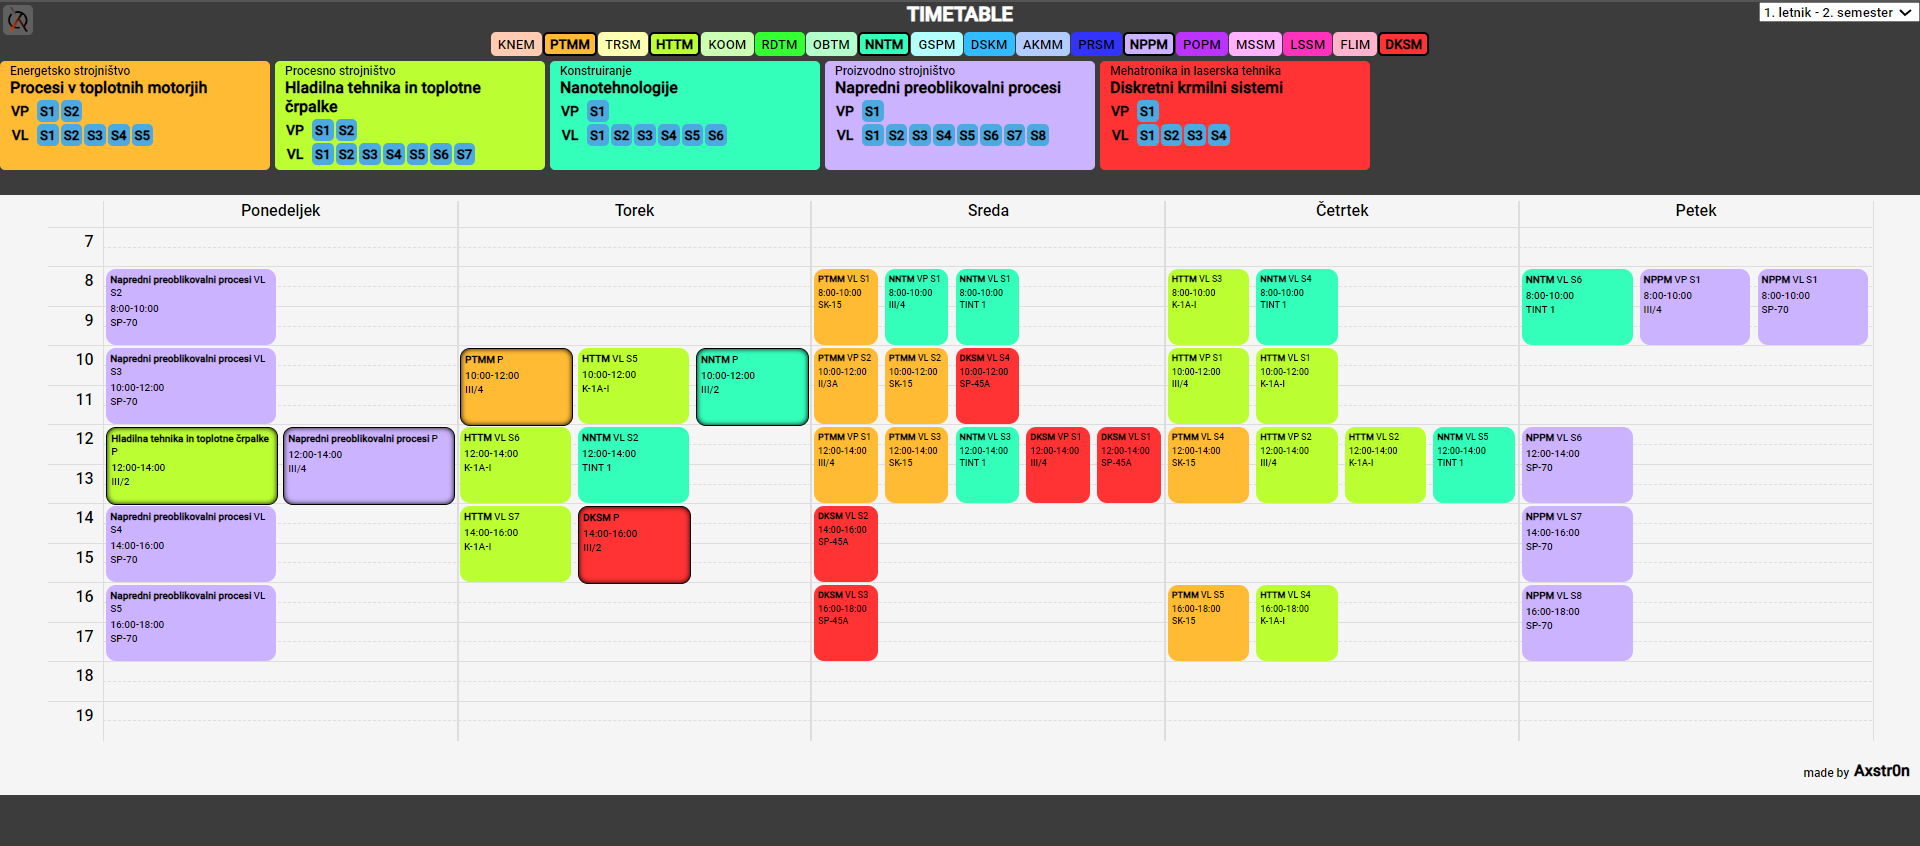 TIMETABLE
1. letnik - 2. semester
KNEM PTMM TRSM HTTM KOOM RDTM OBTM NNTM GSPM DSKM AKMM PRSM NPPM POPM MSSM LSSM FLIM DKSM
Energetsko strojništvo
Procesi v toplotnih motorjih
VP S1 S2
VL S1 S2 S3 S4 S5
Procesno strojništvo
Hladilna tehnika in toplotne
črpalke
VP S1 S2
VL S1 S2 S3 S4 S5 S6 S7
Konstruiranje
Nanotehnologije
VP S1
VL S1 S2 S3 S4 S5 S6
Proizvodno strojništvo
Napredni preoblikovalni procesi
VP S1
VL S1 S2 S3 S4 S5 S6 S7 S8
Mehatronika in laserska tehnika
Diskretni krmilni sistemi
VP S1
VL S1 S2 S3 S4
Ponedeljek Torek Sreda Četrtek Petek
7
8
9
10
11
12
13
14
15
16
17
18
19
Napredni preoblikovalni procesi VL
S2
8:00-10:00
SP-70
Napredni preoblikovalni procesi VL
S3
10:00-12:00
SP-70
Hladilna tehnika in toplotne črpalke
P
12:00-14:00
III/2
Napredni preoblikovalni procesi P
12:00-14:00
III/4
Napredni preoblikovalni procesi VL
S4
14:00-16:00
SP-70
Napredni preoblikovalni procesi VL
S5
16:00-18:00
SP-70
PTMM P
10:00-12:00
III/4
HTTM VL S5
10:00-12:00
K-1A-I
NNTM P
10:00-12:00
III/2
HTTM VL S6
12:00-14:00
K-1A-I
NNTM VL S2
12:00-14:00
TINT 1
HTTM VL S7
14:00-16:00
K-1A-I
DKSM P
14:00-16:00
III/2
PTMM VL S1
8:00-10:00
SK-15
NNTM VP S1
8:00-10:00
III/4
NNTM VL S1
8:00-10:00
TINT 1
PTMM VP S2
10:00-12:00
II/3A
PTMM VL S2
10:00-12:00
SK-15
DKSM VL S4
10:00-12:00
SP-45A
PTMM VP S1
12:00-14:00
III/4
PTMM VL S3
12:00-14:00
SK-15
NNTM VL S3
12:00-14:00
TINT 1
DKSM VP S1
12:00-14:00
III/4
DKSM VL S1
12:00-14:00
SP-45A
DKSM VL S2
14:00-16:00
SP-45A
DKSM VL S3
16:00-18:00
SP-45A
HTTM VL S3
8:00-10:00
K-1A-I
NNTM VL S4
8:00-10:00
TINT 1
HTTM VP S1
10:00-12:00
III/4
HTTM VL S1
10:00-12:00
K-1A-I
PTMM VL S4
12:00-14:00
SK-15
HTTM VP S2
12:00-14:00
III/4
HTTM VL S2
12:00-14:00
K-1A-I
NNTM VL S5
12:00-14:00
TINT 1
PTMM VL S5
16:00-18:00
SK-15
HTTM VL S4
16:00-18:00
K-1A-I
NNTM VL S6
8:00-10:00
TINT 1
NPPM VP S1
8:00-10:00
III/4
NPPM VL S1
8:00-10:00
SP-70
NPPM VL S6
12:00-14:00
SP-70
NPPM VL S7
14:00-16:00
SP-70
NPPM VL S8
16:00-18:00
SP-70
made by Axstr0n